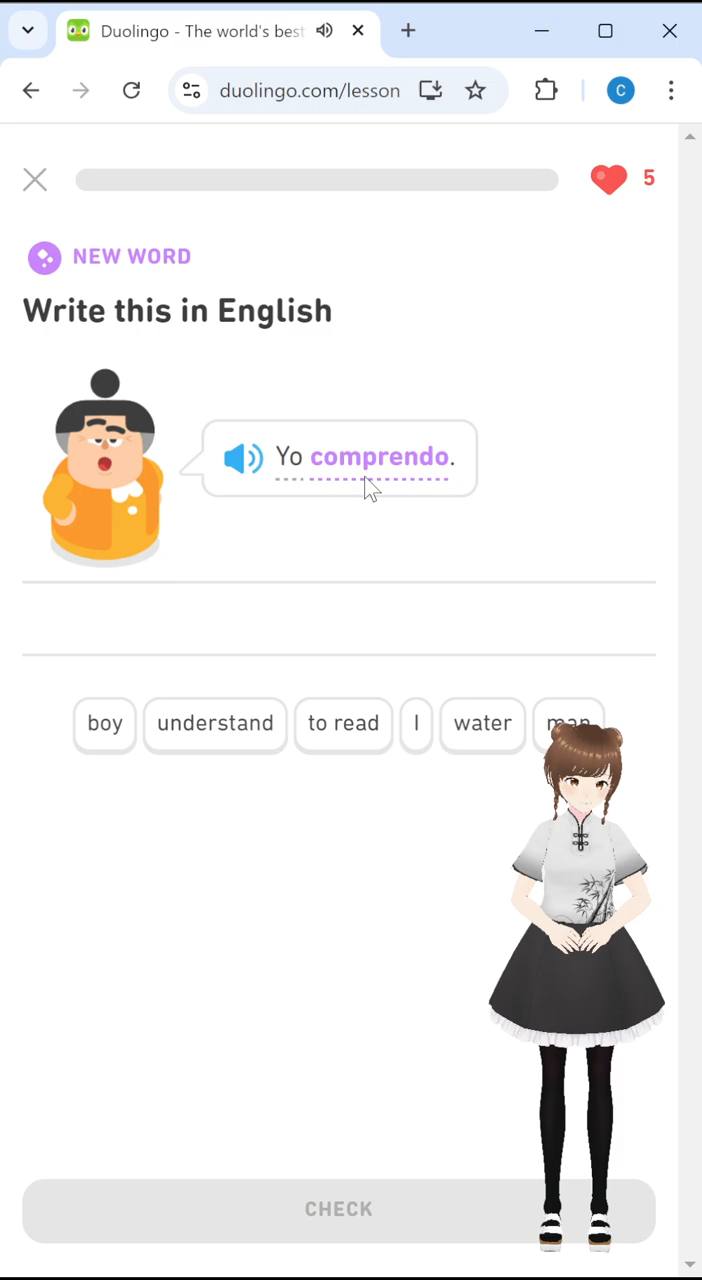 Duolingo - The world's best
duolingo.com/lesson
C
5
NEW WORD
Write this in English
Yo comprendo.
boy understand to read I water man
CHECK